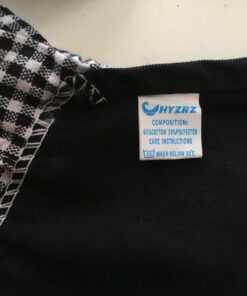 HYZRZ
COMPOSITION:
65%COTTON 35%POLYESTER
CARE INSTRUCTIONS
WASH BELOW 30°C